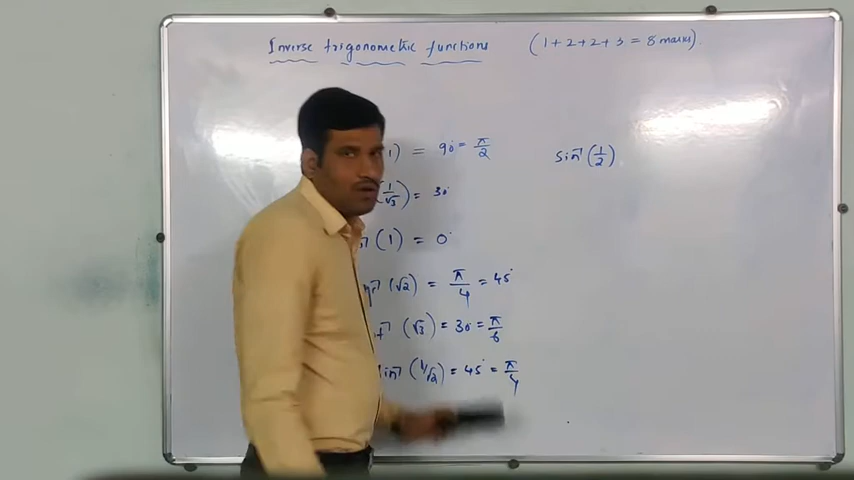 Inverse trigonometric functions (1+2+2+3 = 8 marks).
1) = 90° = π/2
sin⁻¹(1/2)
(1/√3) = 30°
(1) = 0°
(√2) = π/4 = 45°
(√3) = 30 = π/6
sin⁻¹(1/√2) = 45° = π/4